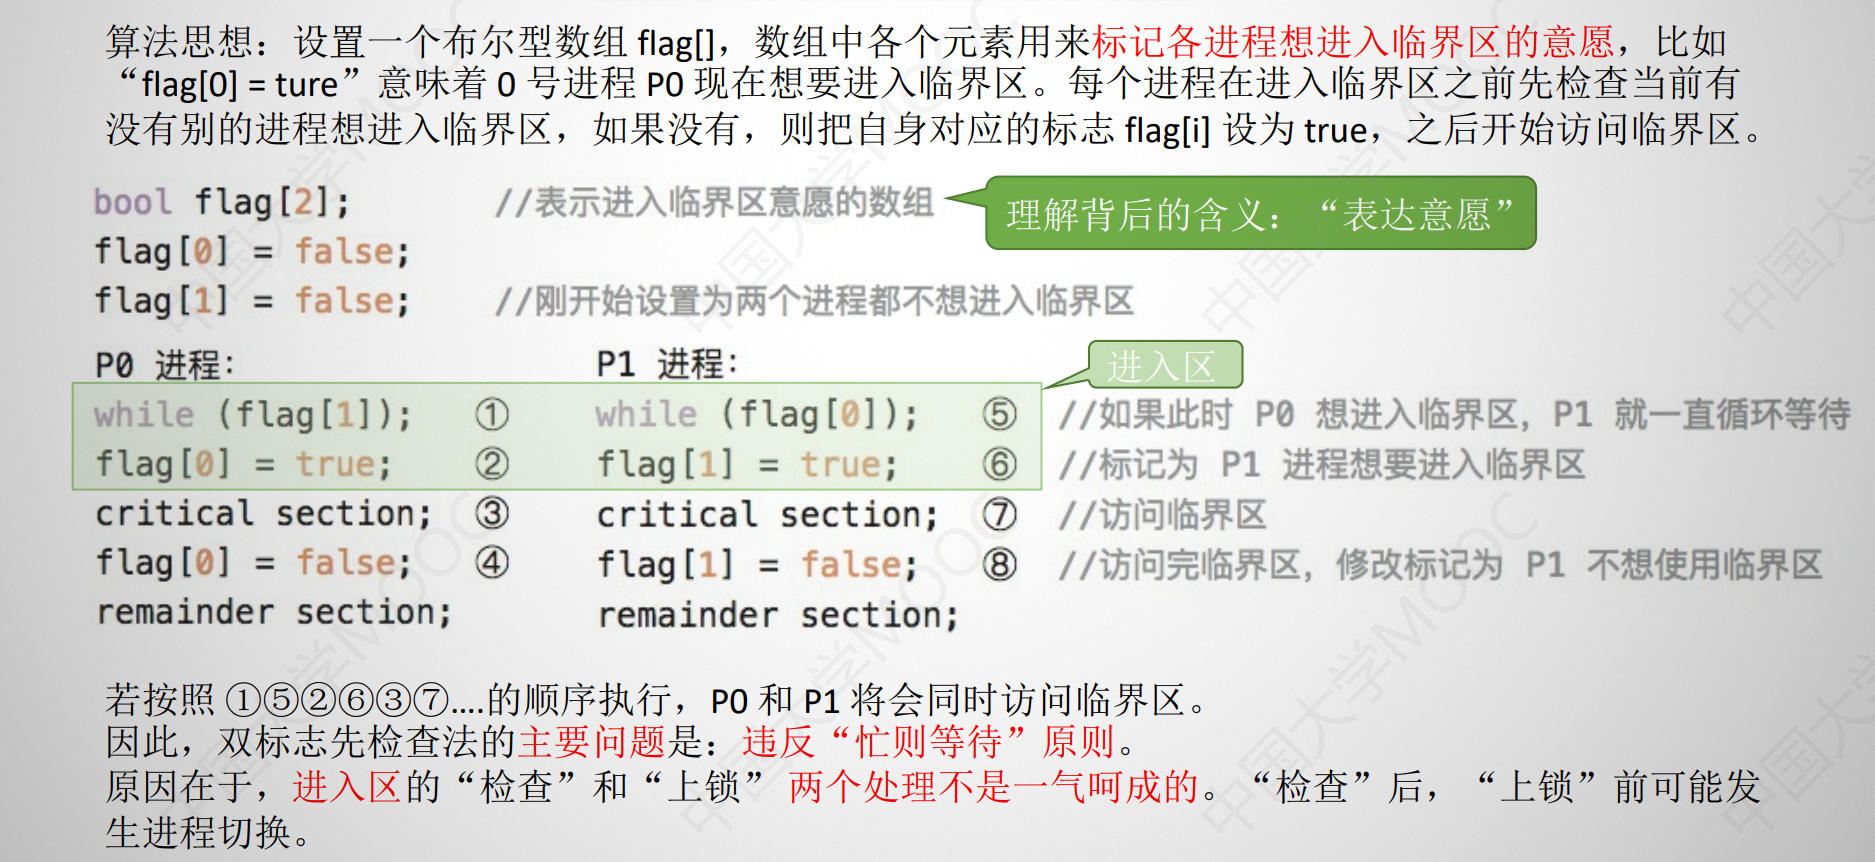 算法思想：设置一个布尔型数组 flag[]，数组中各个元素用来标记各进程想进入临界区的意愿，比如
“flag[0] = ture”意味着 0 号进程 P0 现在想要进入临界区。每个进程在进入临界区之前先检查当前有
没有别的进程想进入临界区，如果没有，则把自身对应的标志 flag[i] 设为 true，之后开始访问临界区。
bool flag[2]; //表示进入临界区意愿的数组
理解背后的含义：“表达意愿”
flag[0] = false;
flag[1] = false; //刚开始设置为两个进程都不想进入临界区
P0 进程: P1 进程:
进入区
while (flag[1]); ① while (flag[0]); ⑤ //如果此时 P0 想进入临界区，P1 就一直循环等待
flag[0] = true; ② flag[1] = true; ⑥ //标记为 P1 进程想要进入临界区
critical section; ③ critical section; ⑦ //访问临界区
flag[0] = false; ④ flag[1] = false; ⑧ //访问完临界区，修改标记为 P1 不想使用临界区
remainder section; remainder section;
若按照 ①⑤②⑥③⑦....的顺序执行，P0 和 P1 将会同时访问临界区。
因此，双标志先检查法的主要问题是：违反“忙则等待”原则。
原因在于，进入区的“检查”和“上锁” 两个处理不是一气呵成的。“检查”后，“上锁”前可能发
生进程切换。
中国大学MOOC